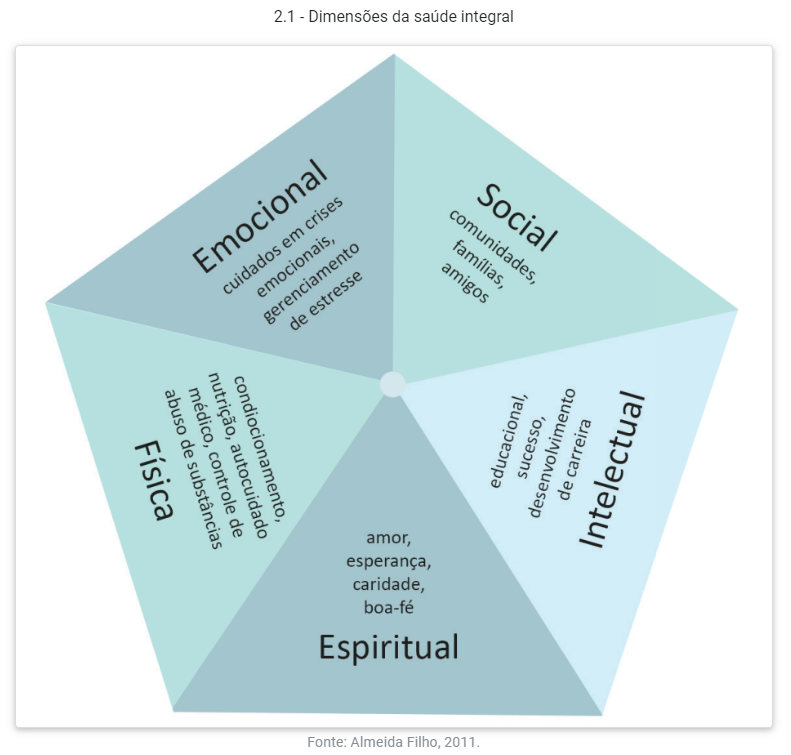 2.1 - Dimensões da saúde integral
Emocional
cuidados em crises
emocionais,
gerenciamento
de estresse
Social
comunidades,
famílias,
amigos
Intelectual
educacional,
sucesso,
desenvolvimento
de carreira
Espiritual
amor,
esperança,
caridade,
boa-fé
Física
condiocionamento,
nutrição, autocuidado
médico, controle de
abuso de substâncias
Fonte: Almeida Filho, 2011.